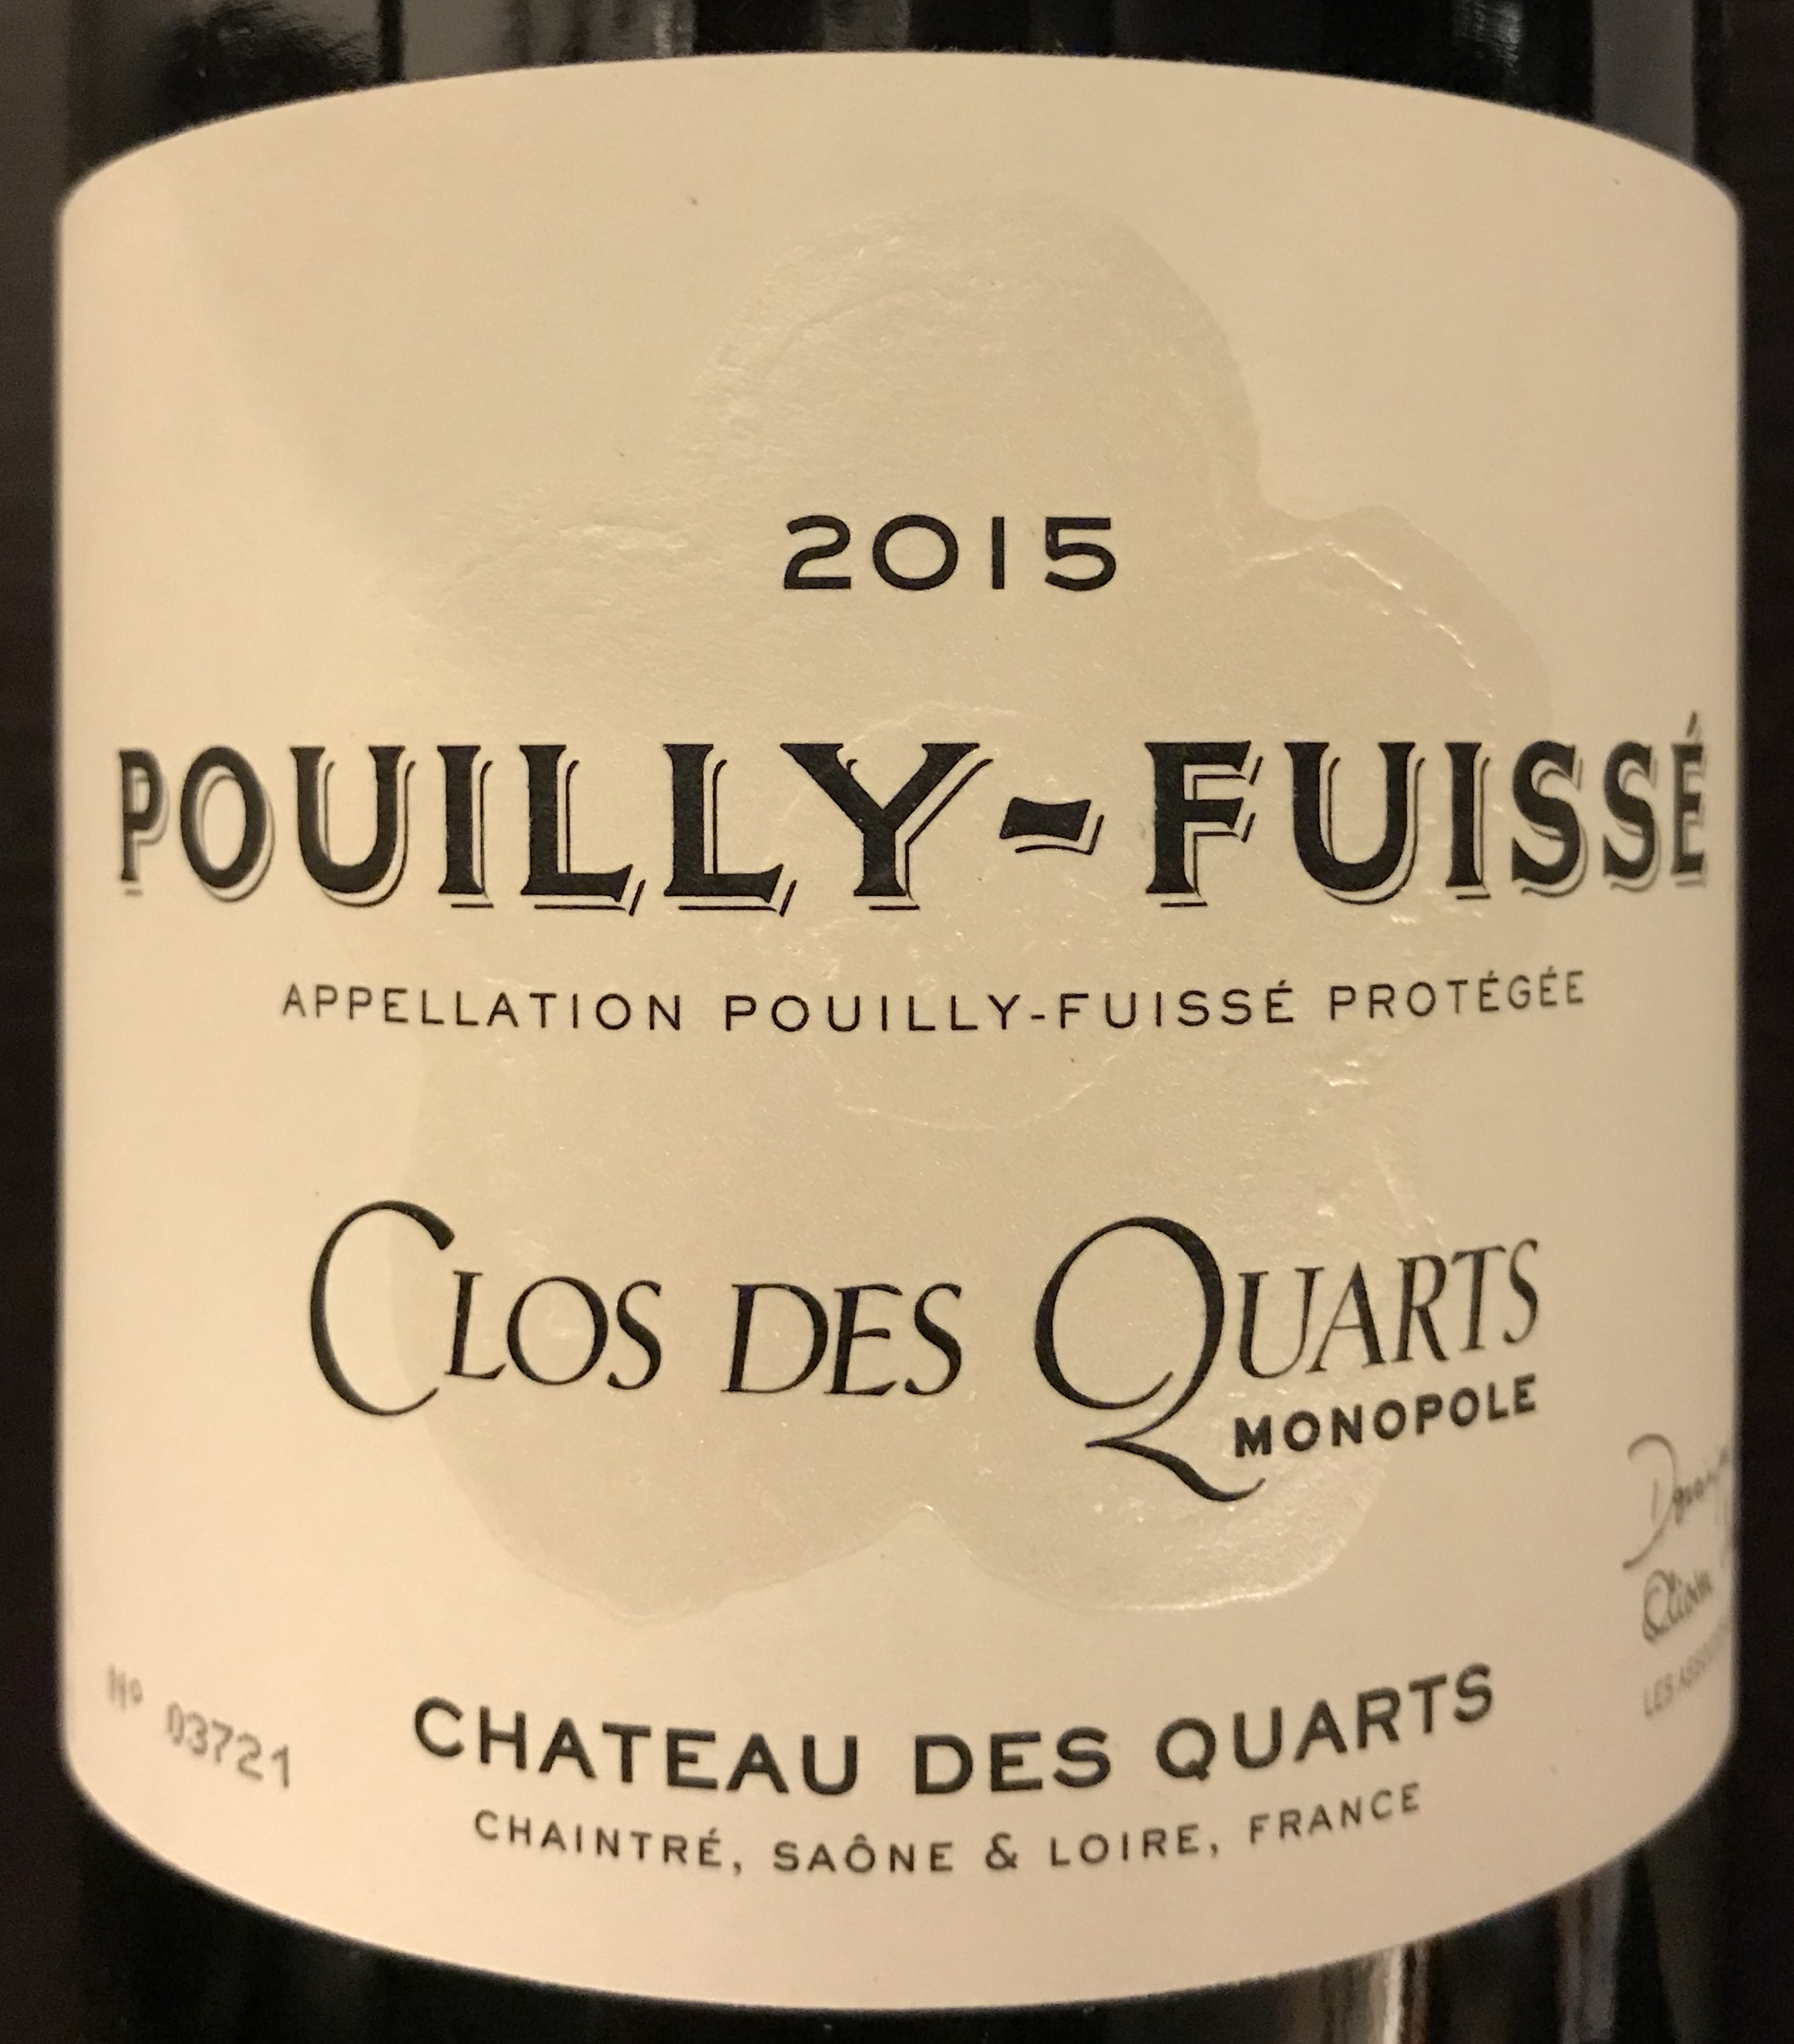 2015
POUILLY-FUISSÉ
APPELLATION POUILLY-FUISSÉ PROTÉGÉE
CLOS DES QUARTS
MONOPOLE
Nº 03721
CHATEAU DES QUARTS
CHAINTRÉ, SAÔNE & LOIRE, FRANCE
LES